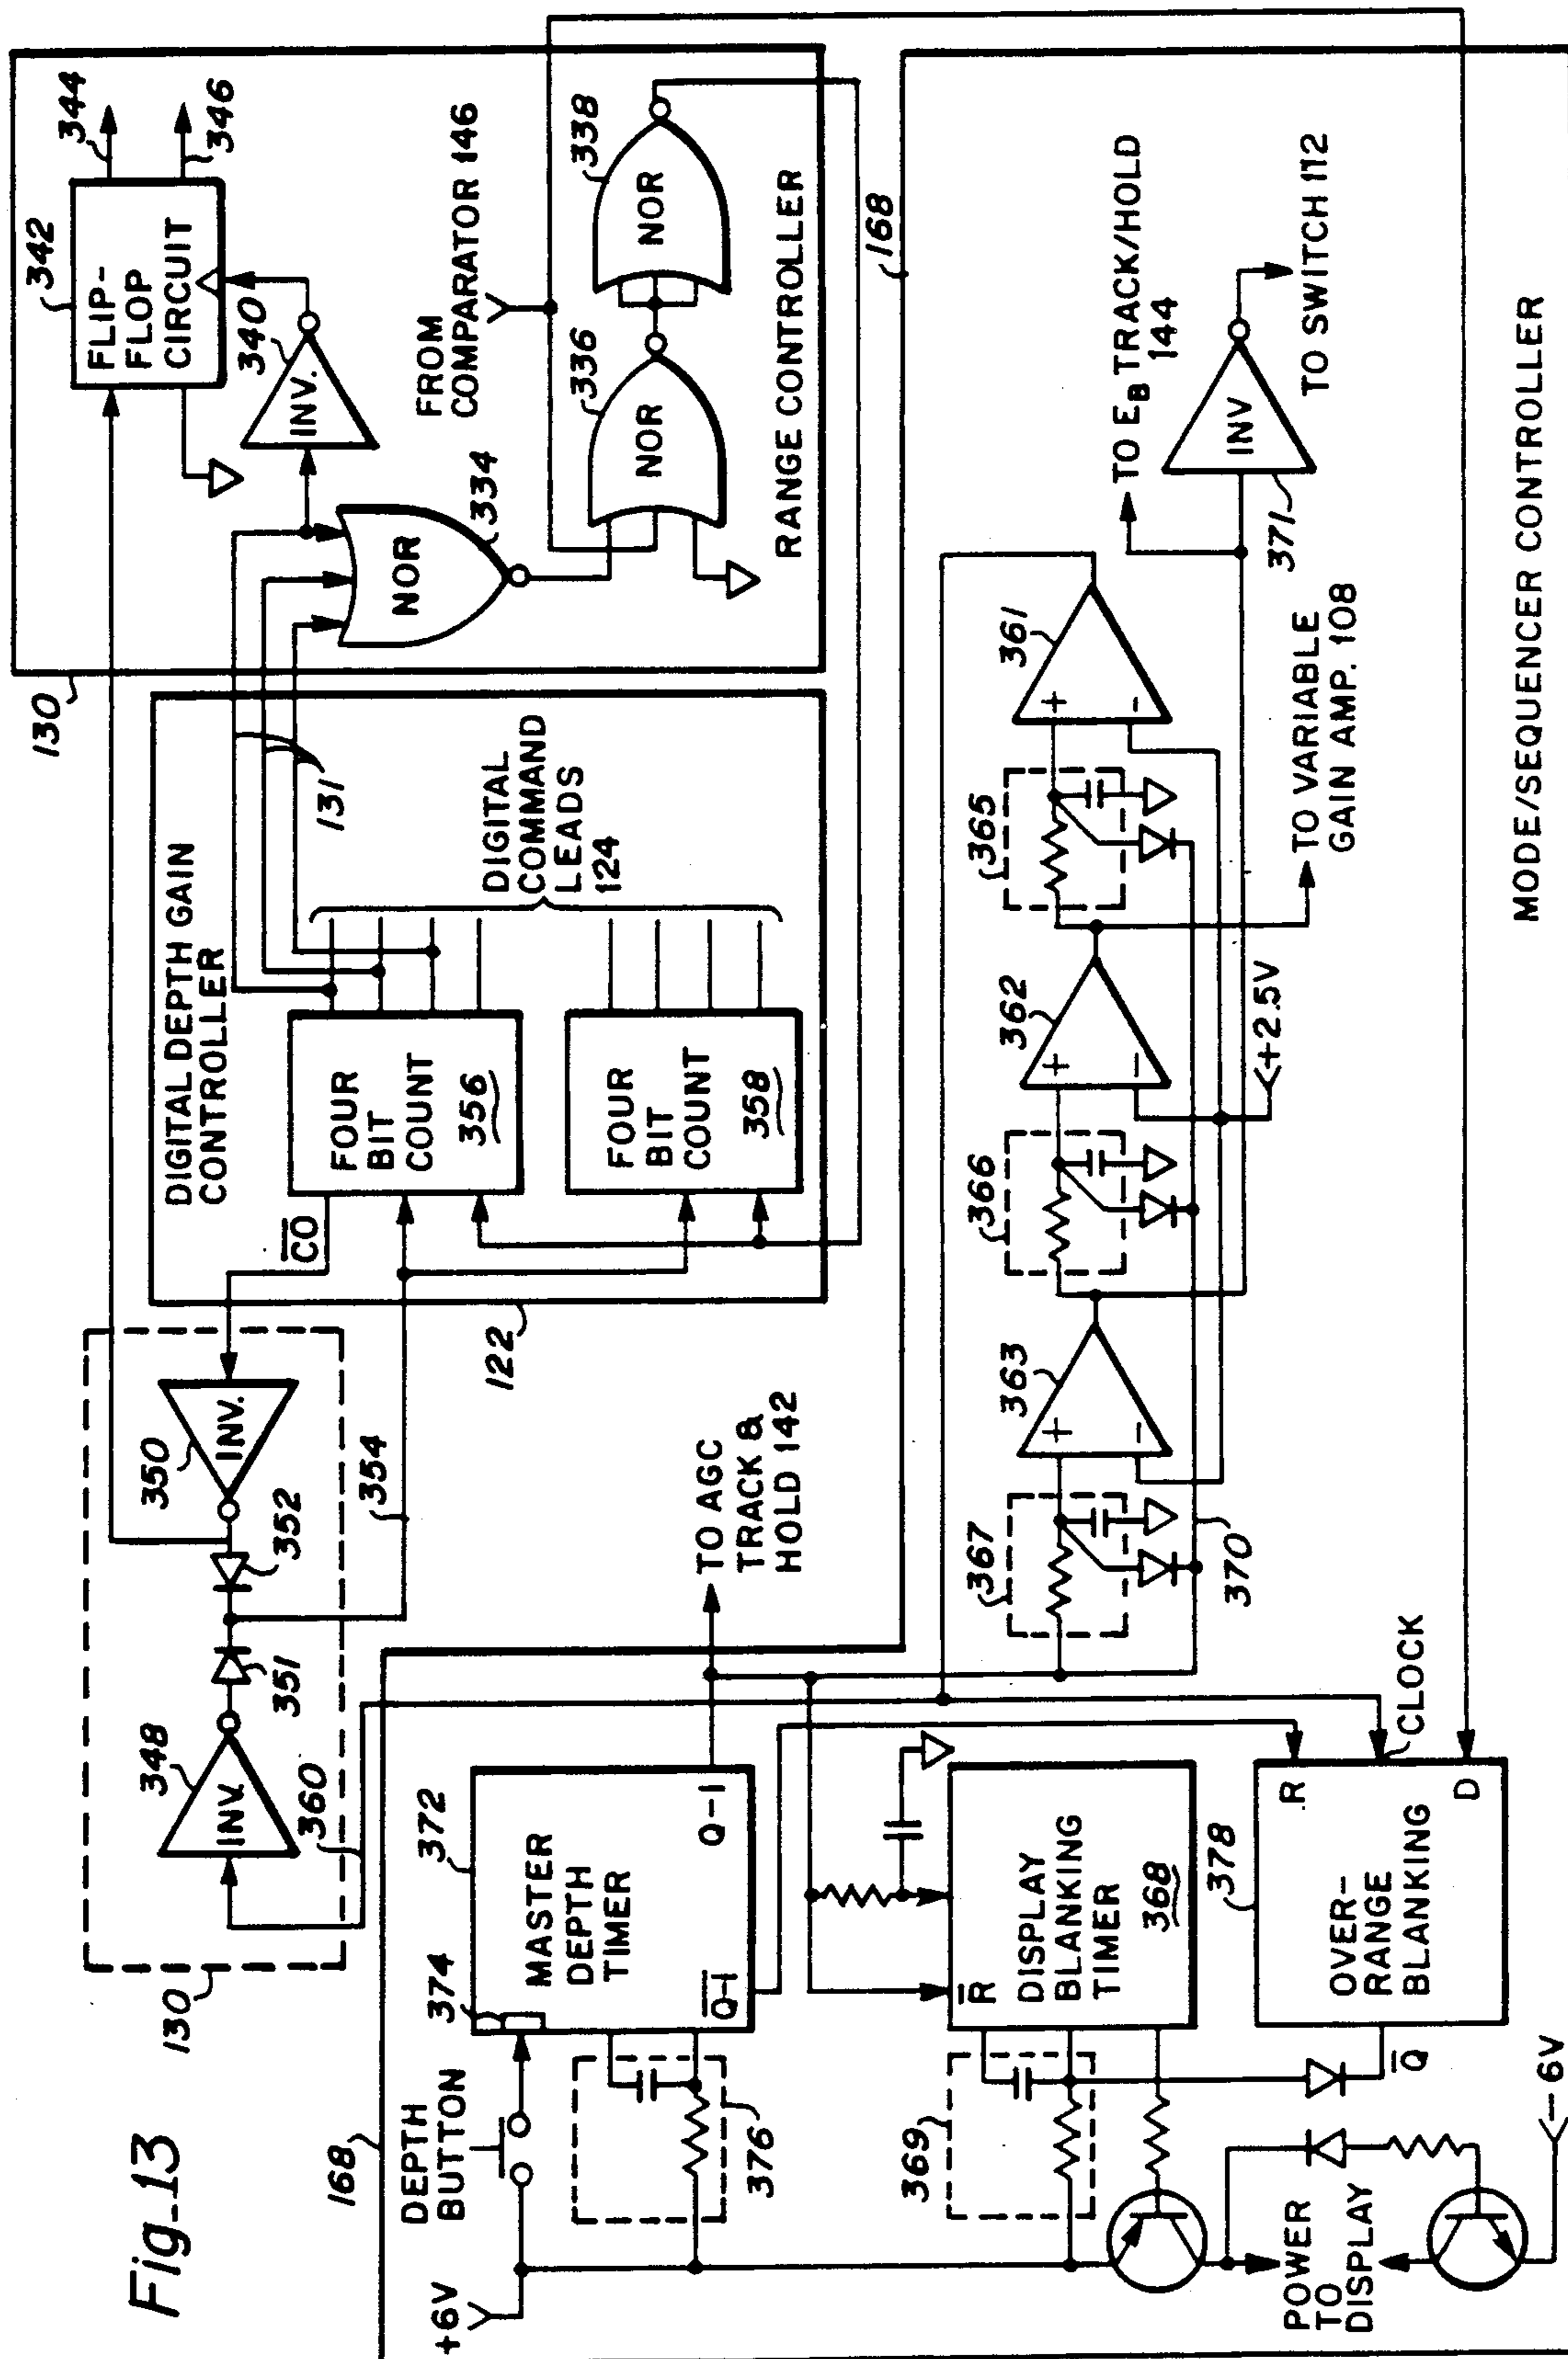 Fig_13
130
348
INV.
360
351
352
350
INV.
354
342
FLIP-
FLOP
CIRCUIT
344
346
340
INV.
130
131
334
NOR
FROM
COMPARATOR 146
336
NOR
338
NOR
RANGE CONTROLLER
DIGITAL DEPTH GAIN
CONTROLLER
CO
FOUR
BIT
COUNT
356
FOUR
BIT
COUNT
358
DIGITAL
COMMAND
LEADS
124
122
168
168
+6V
DEPTH
BUTTON
374
372
MASTER
DEPTH
TIMER
Q-1
Q-1
376
TO AGC
TRACK &
HOLD 142
369
R
DISPLAY
BLANKING
TIMER
368
378
OVER-
RANGE
BLANKING
R
CLOCK
D
Q
POWER
TO
DISPLAY
-6V
367
363
+
-
370
366
362
+
-
+2.5V
365
361
+
-
TO VARIABLE
GAIN AMP. 108
TO EB TRACK/HOLD
144
371
INV
TO SWITCH 112
MODE/SEQUENCER CONTROLLER